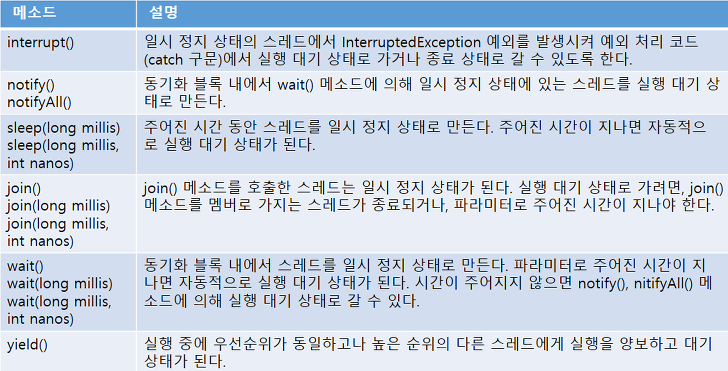 메소드 설명
interrupt() 일시 정지 상태의 스레드에서 InterruptedException 예외를 발생시켜 예외 처리 코드
(catch 구문)에서 실행 대기 상태로 가거나 종료 상태로 갈 수 있도록 한다.
notify() 동기화 블록 내에서 wait() 메소드에 의해 일시 정지 상태에 있는 스레드를 실행 대기 상
notifyAll() 태로 만든다.
sleep(long millis) 주어진 시간 동안 스레드를 일시 정지 상태로 만든다. 주어진 시간이 지나면 자동적으
sleep(long millis, 로 실행 대기 상태가 된다.
int nanos)
join() join() 메소드를 호출한 스레드는 일시 정지 상태가 된다. 실행 대기 상태로 가려면, join()
join(long millis) 메소드를 멤버로 가지는 스레드가 종료되거나, 파라미터로 주어진 시간이 지나야 한다.
join(long millis,
int nanos)
wait() 동기화 블록 내에서 스레드를 일시 정지 상태로 만든다. 파라미터로 주어진 시간이 지
wait(long millis) 나면 자동적으로 실행 대기 상태가 된다. 시간이 주어지지 않으면 notify(), nitifyAll() 메
wait(long millis, 소드에 의해 실행 대기 상태로 갈 수 있다.
int nanos)
yield() 실행 중에 우선순위가 동일하고나 높은 순위의 다른 스레드에게 실행을 양보하고 대기
상태가 된다.